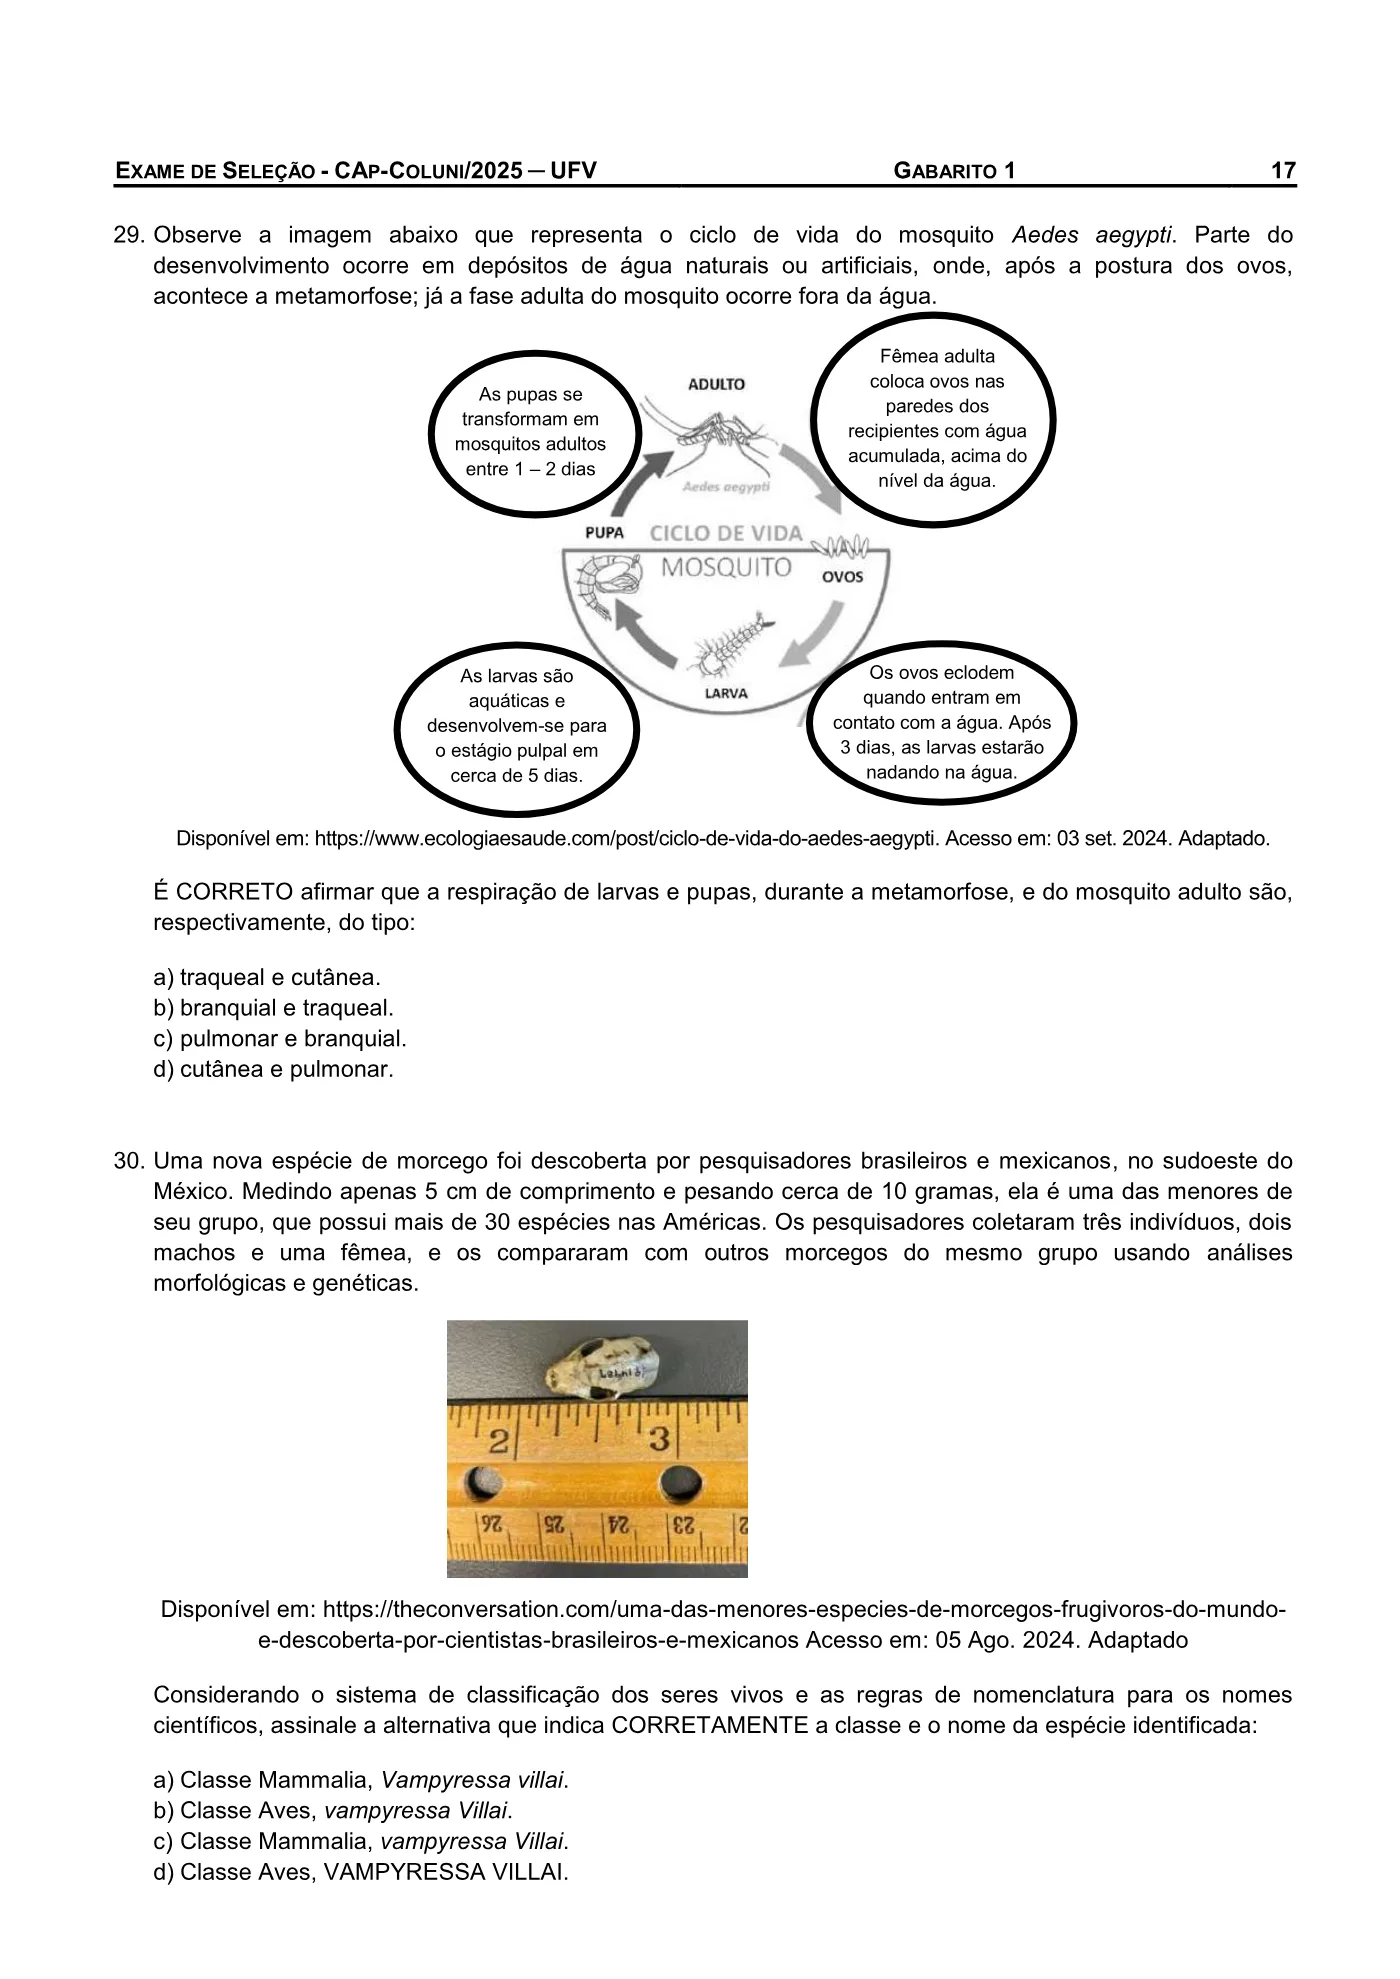 EXAME DE SELEÇÃO - CAP-COLUNI/2025 — UFV GABARITO 1 17
29. Observe a imagem abaixo que representa o ciclo de vida do mosquito Aedes aegypti. Parte do
desenvolvimento ocorre em depósitos de água naturais ou artificiais, onde, após a postura dos ovos,
acontece a metamorfose; já a fase adulta do mosquito ocorre fora da água.
As pupas se
transformam em
mosquitos adultos
entre 1 – 2 dias
ADULTO
Aedes aegypti
Fêmea adulta
coloca ovos nas
paredes dos
recipientes com água
acumulada, acima do
nível da água.
PUPA
CICLO DE VIDA
MOSQUITO
OVOS
LARVA
As larvas são
aquáticas e
desenvolvem-se para
o estágio pulpal em
cerca de 5 dias.
Os ovos eclodem
quando entram em
contato com a água. Após
3 dias, as larvas estarão
nadando na água.
Disponível em: https://www.ecologiaesaude.com/post/ciclo-de-vida-do-aedes-aegypti. Acesso em: 03 set. 2024. Adaptado.
É CORRETO afirmar que a respiração de larvas e pupas, durante a metamorfose, e do mosquito adulto são,
respectivamente, do tipo:
a) traqueal e cutânea.
b) branquial e traqueal.
c) pulmonar e branquial.
d) cutânea e pulmonar.
30. Uma nova espécie de morcego foi descoberta por pesquisadores brasileiros e mexicanos, no sudoeste do
México. Medindo apenas 5 cm de comprimento e pesando cerca de 10 gramas, ela é uma das menores de
seu grupo, que possui mais de 30 espécies nas Américas. Os pesquisadores coletaram três indivíduos, dois
machos e uma fêmea, e os compararam com outros morcegos do mesmo grupo usando análises
morfológicas e genéticas.
2 3
26 25 24 23 2
Disponível em: https://theconversation.com/uma-das-menores-especies-de-morcegos-frugivoros-do-mundo-
e-descoberta-por-cientistas-brasileiros-e-mexicanos Acesso em: 05 Ago. 2024. Adaptado
Considerando o sistema de classificação dos seres vivos e as regras de nomenclatura para os nomes
científicos, assinale a alternativa que indica CORRETAMENTE a classe e o nome da espécie identificada:
a) Classe Mammalia, Vampyressa villai.
b) Classe Aves, vampyressa Villai.
c) Classe Mammalia, vampyressa Villai.
d) Classe Aves, VAMPYRESSA VILLAI.